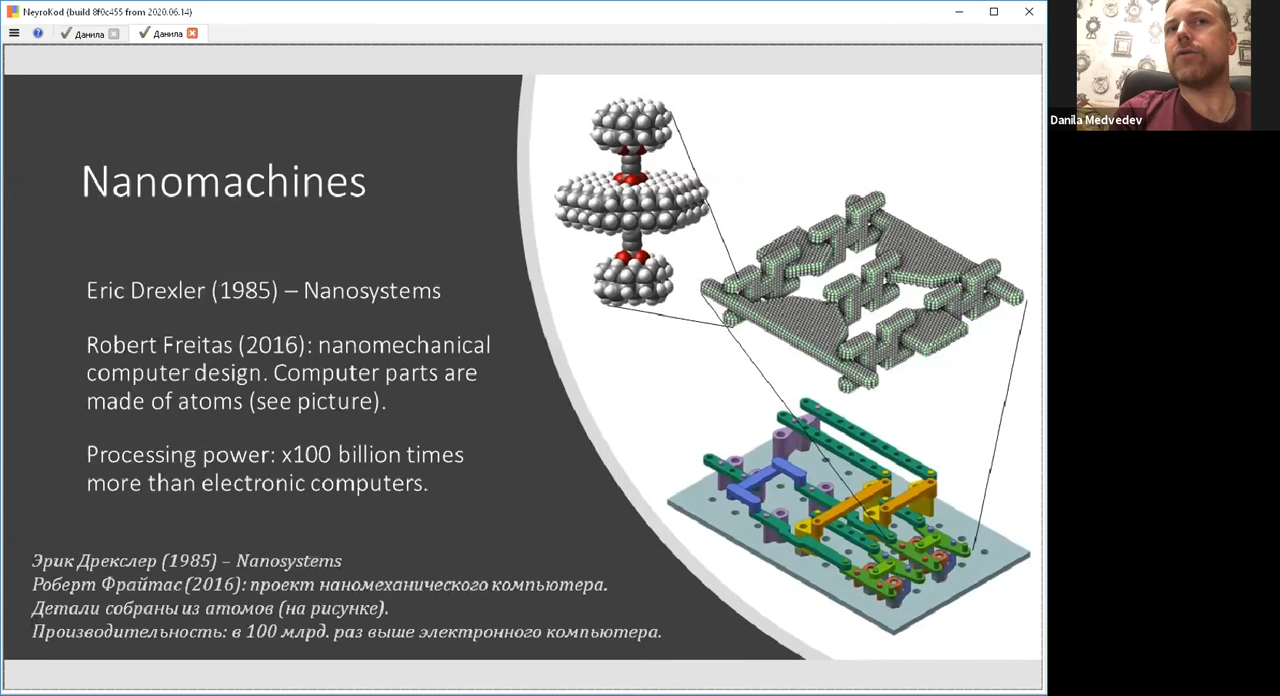 NeyroKod (build 8f0c455 from 2020.06.14)
Данила
Данила
Danila Medvedev
Nanomachines
Eric Drexler (1985) – Nanosystems
Robert Freitas (2016): nanomechanical
computer design. Computer parts are
made of atoms (see picture).
Processing power: x100 billion times
more than electronic computers.
Эрик Дрекслер (1985) – Nanosystems
Роберт Фрайтас (2016): проект наномеханического компьютера.
Детали собраны из атомов (на рисунке).
Производительность: в 100 млрд. раз выше электронного компьютера.